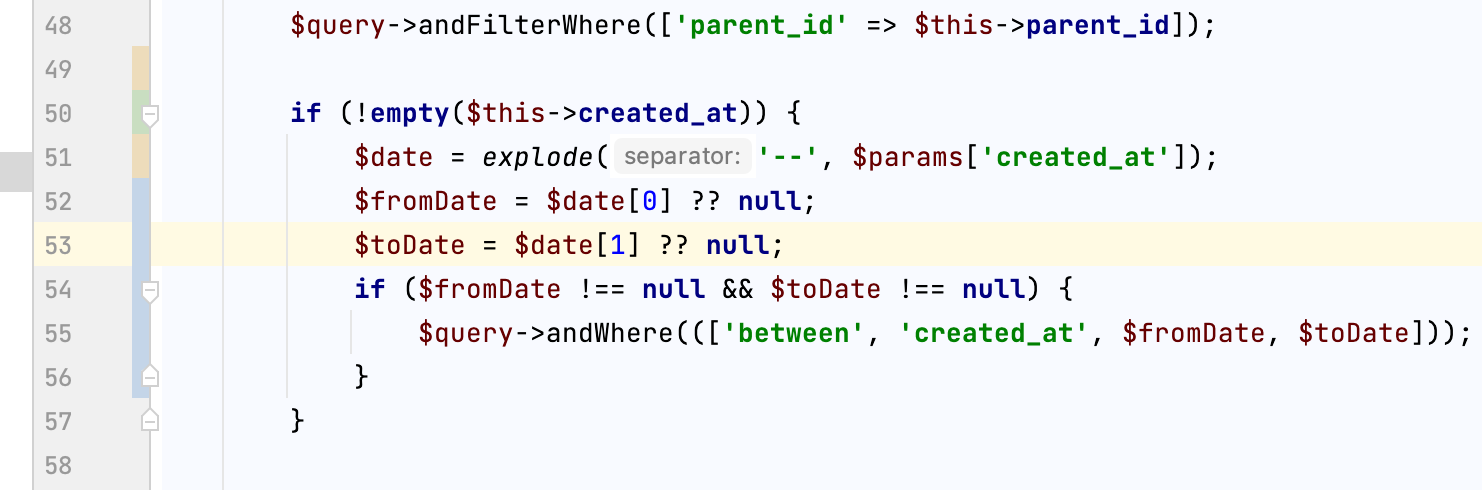 48 $query->andFilterWhere(['parent_id' => $this->parent_id]);
49
50 if (!empty($this->created_at)) {
51 $date = explode( separator: '--', $params['created_at']);
52 $fromDate = $date[0] ?? null;
53 $toDate = $date[1] ?? null;
54 if ($fromDate !== null && $toDate !== null) {
55 $query->andWhere((['between', 'created_at', $fromDate, $toDate]));
56 }
57 }
58